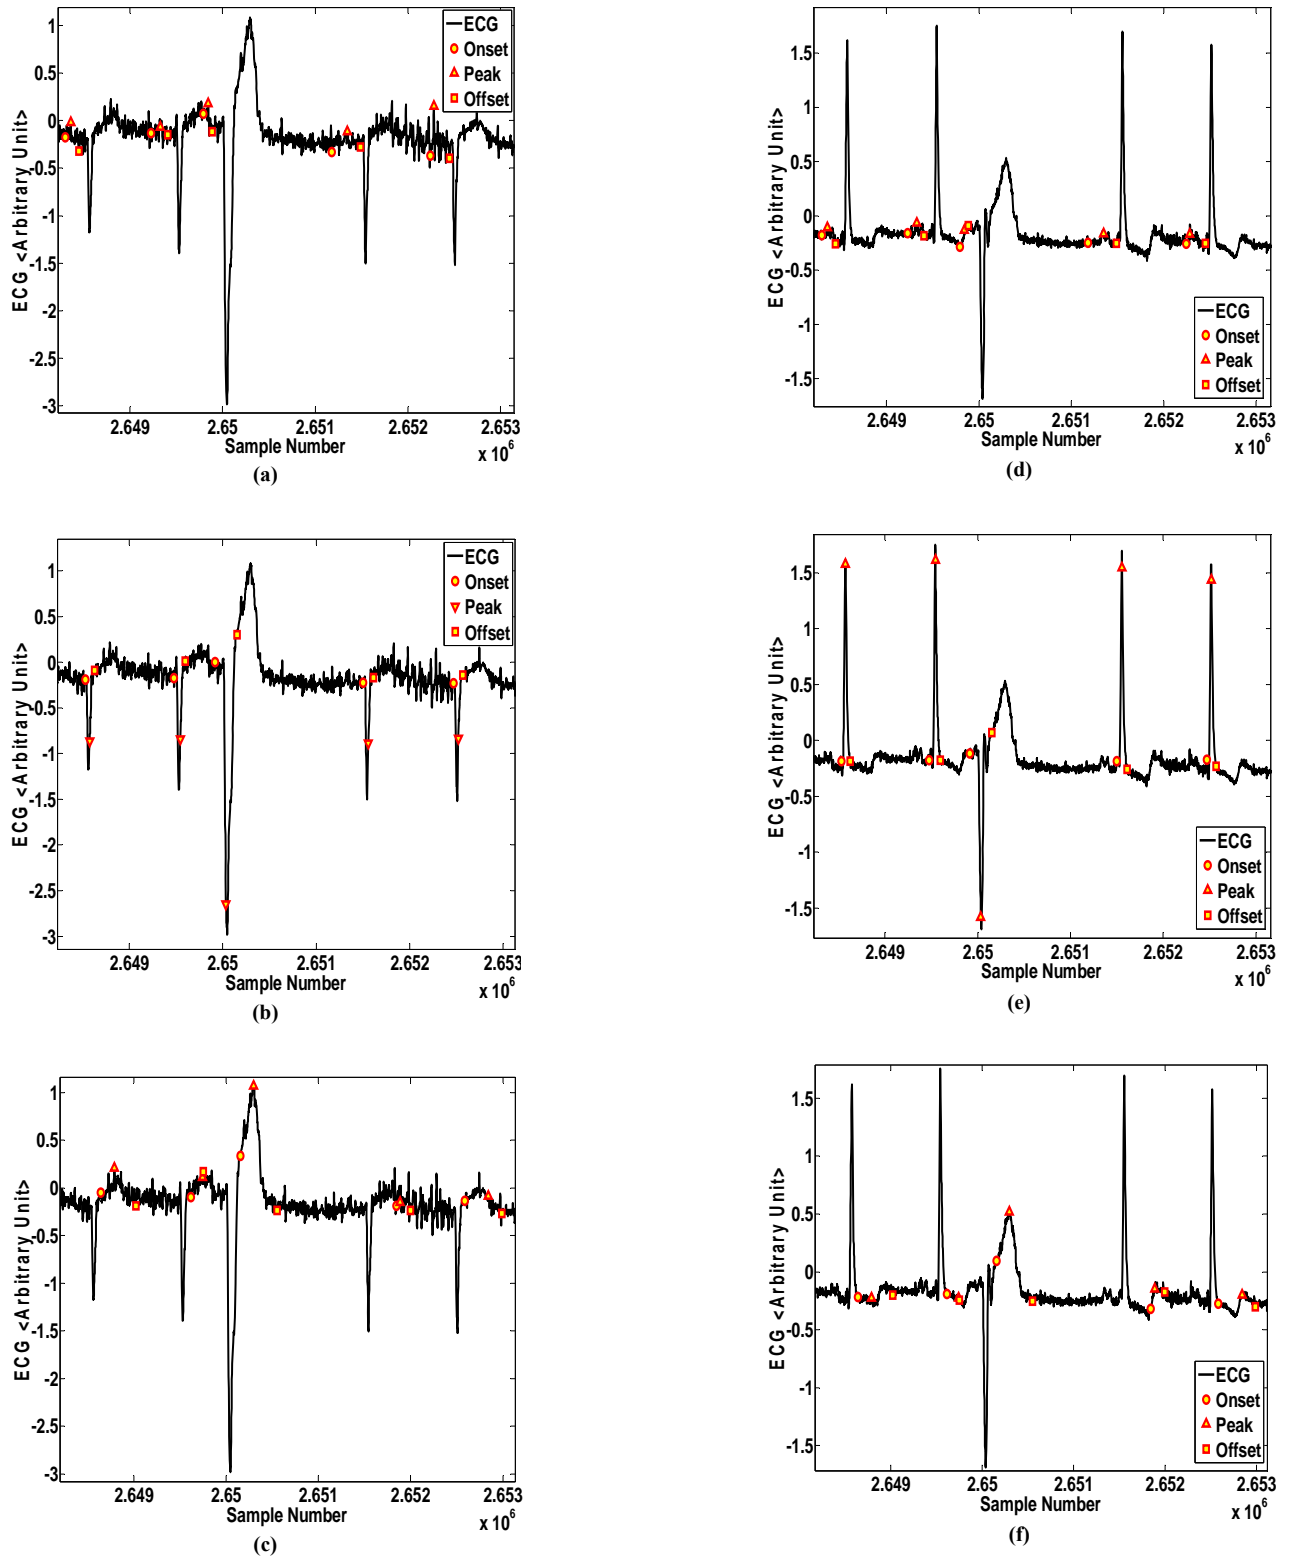 1
0.5
0
-0.5
-1
-1.5
-2
-2.5
-3
ECG <Arbitrary Unit>
ECG
Onset
Peak
Offset
2.649 2.65 2.651 2.652 2.653
Sample Number
x 10^6
(a)
1.5
1
0.5
0
-0.5
-1
-1.5
ECG <Arbitrary Unit>
ECG
Onset
Peak
Offset
2.649 2.65 2.651 2.652 2.653
Sample Number
x 10^6
(d)
1
0.5
0
-0.5
-1
-1.5
-2
-2.5
-3
ECG <Arbitrary Unit>
ECG
Onset
Peak
Offset
2.649 2.65 2.651 2.652 2.653
Sample Number
x 10^6
(b)
1.5
1
0.5
0
-0.5
-1
-1.5
ECG <Arbitrary Unit>
ECG
Onset
Peak
Offset
2.649 2.65 2.651 2.652 2.653
Sample Number
x 10^6
(e)
1
0.5
0
-0.5
-1
-1.5
-2
-2.5
-3
ECG <Arbitrary Unit>
2.649 2.65 2.651 2.652 2.653
Sample Number
x 10^6
(c)
1.5
1
0.5
0
-0.5
-1
-1.5
ECG <Arbitrary Unit>
ECG
Onset
Peak
Offset
2.649 2.65 2.651 2.652 2.653
Sample Number
x 10^6
(f)